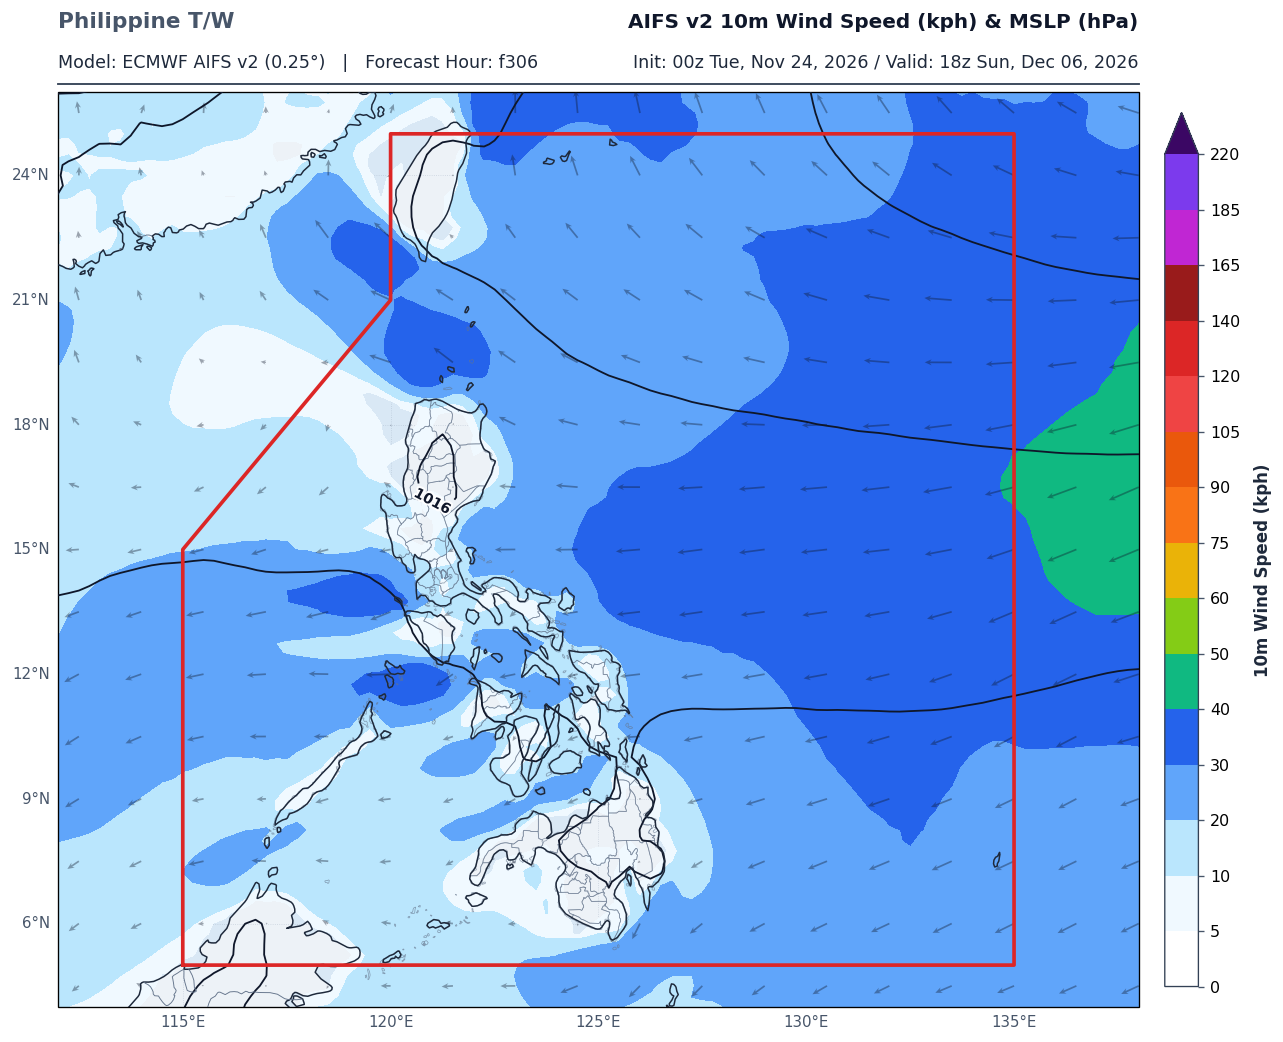 Philippine T/W
AIFS v2 10m Wind Speed (kph) & MSLP (hPa)
Model: ECMWF AIFS v2 (0.25°) | Forecast Hour: f306
Init: 00z Tue, Nov 24, 2026 / Valid: 18z Sun, Dec 06, 2026
24°N
21°N
18°N
15°N
12°N
9°N
6°N
1016
115°E
120°E
125°E
130°E
135°E
220
185
165
140
120
105
90
75
60
50
40
30
20
10
5
0
10m Wind Speed (kph)